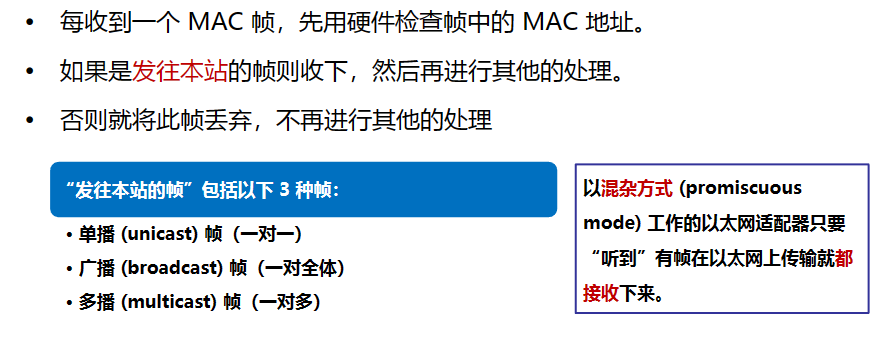 • 每收到一个 MAC 帧，先用硬件检查帧中的 MAC 地址。
• 如果是发往本站的帧则收下，然后再进行其他的处理。
• 否则就将此帧丢弃，不再进行其他的处理
“发往本站的帧”包括以下 3 种帧：
• 单播 (unicast) 帧（一对一）
• 广播 (broadcast) 帧（一对全体）
• 多播 (multicast) 帧（一对多）
以混杂方式 (promiscuous
mode) 工作的以太网适配器只要
“听到”有帧在以太网上传输就都
接收下来。